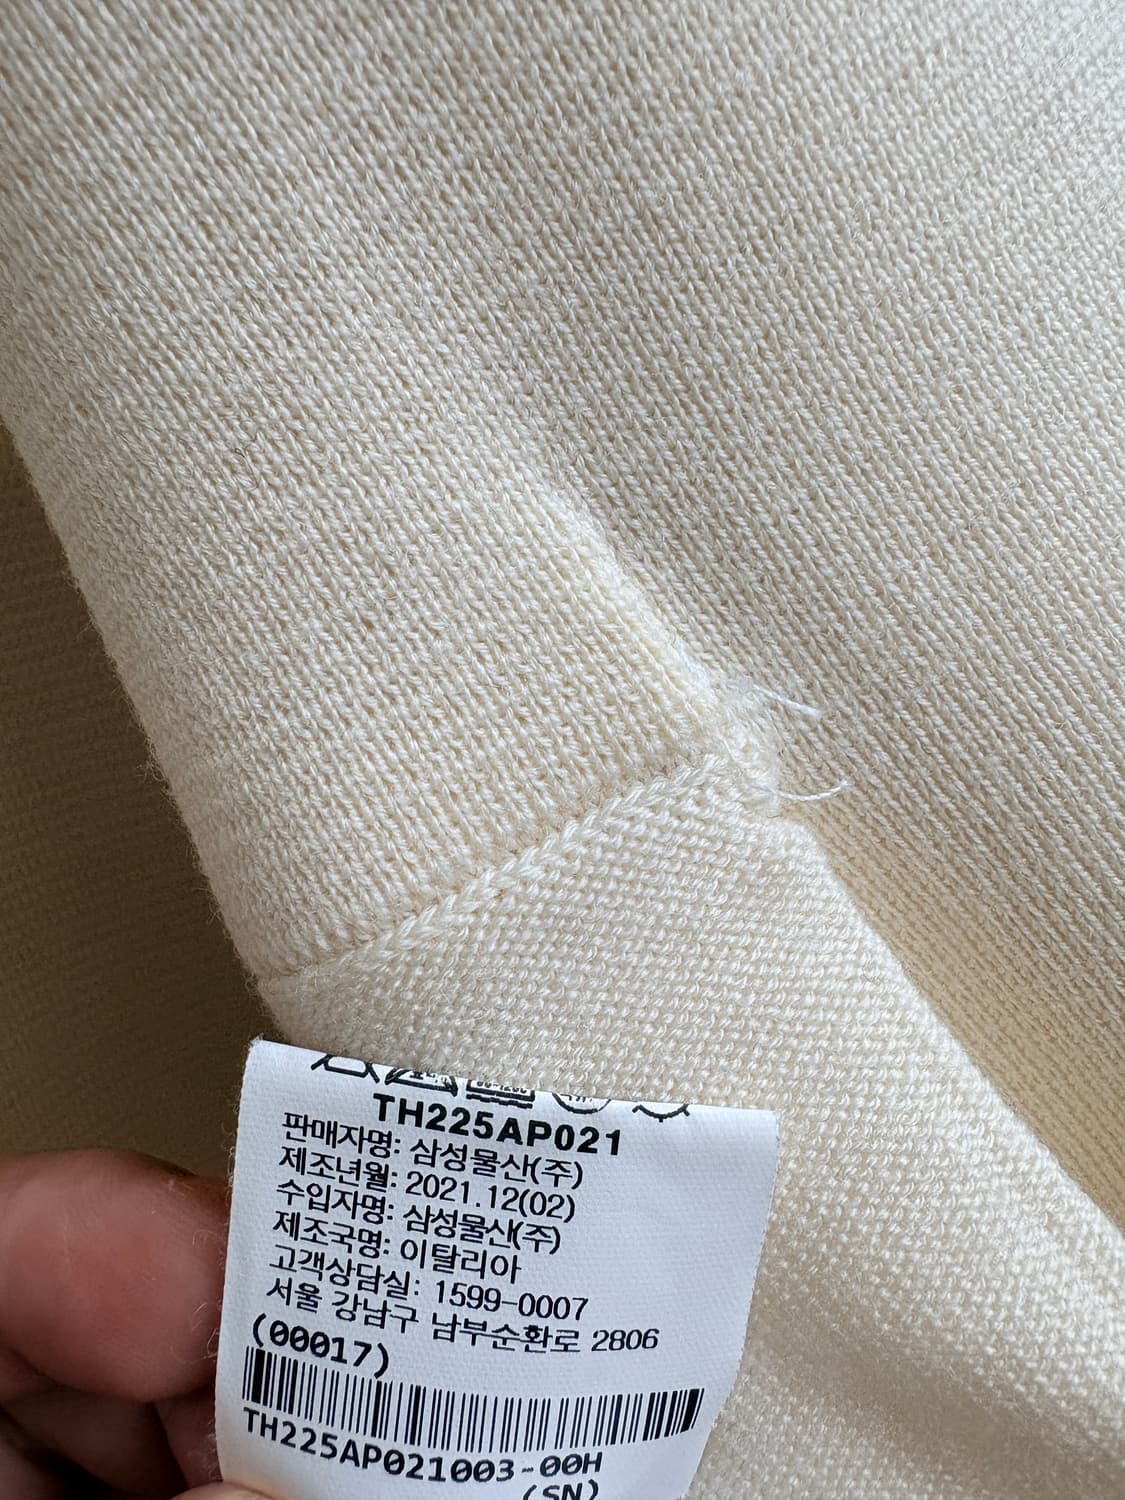 TH225AP021
판매자명: 삼성물산(주)
제조년월: 2021.12(02)
수입자명: 삼성물산(주)
제조국명: 이탈리아
고객상담실: 1599-0007
서울 강남구 남부순환로 2806
(00017)
TH225AP021003-00H
(SN)